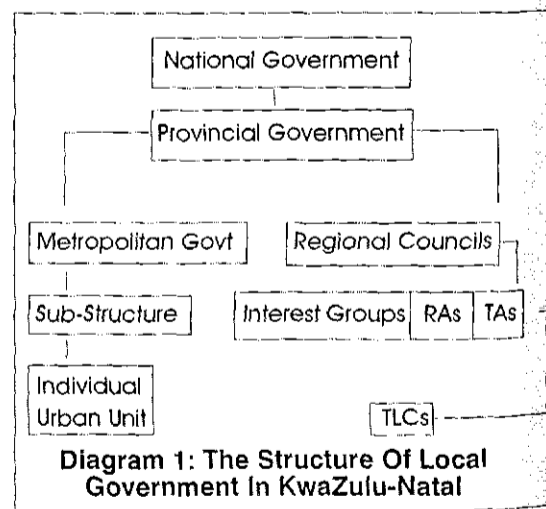 National Government
Provincial Government
Metropolitan Govt
Regional Councils
Sub-Structure
Interest Groups RAs TAs
Individual
Urban Unit
TLCs
Diagram 1: The Structure Of Local
Government In KwaZulu-Natal